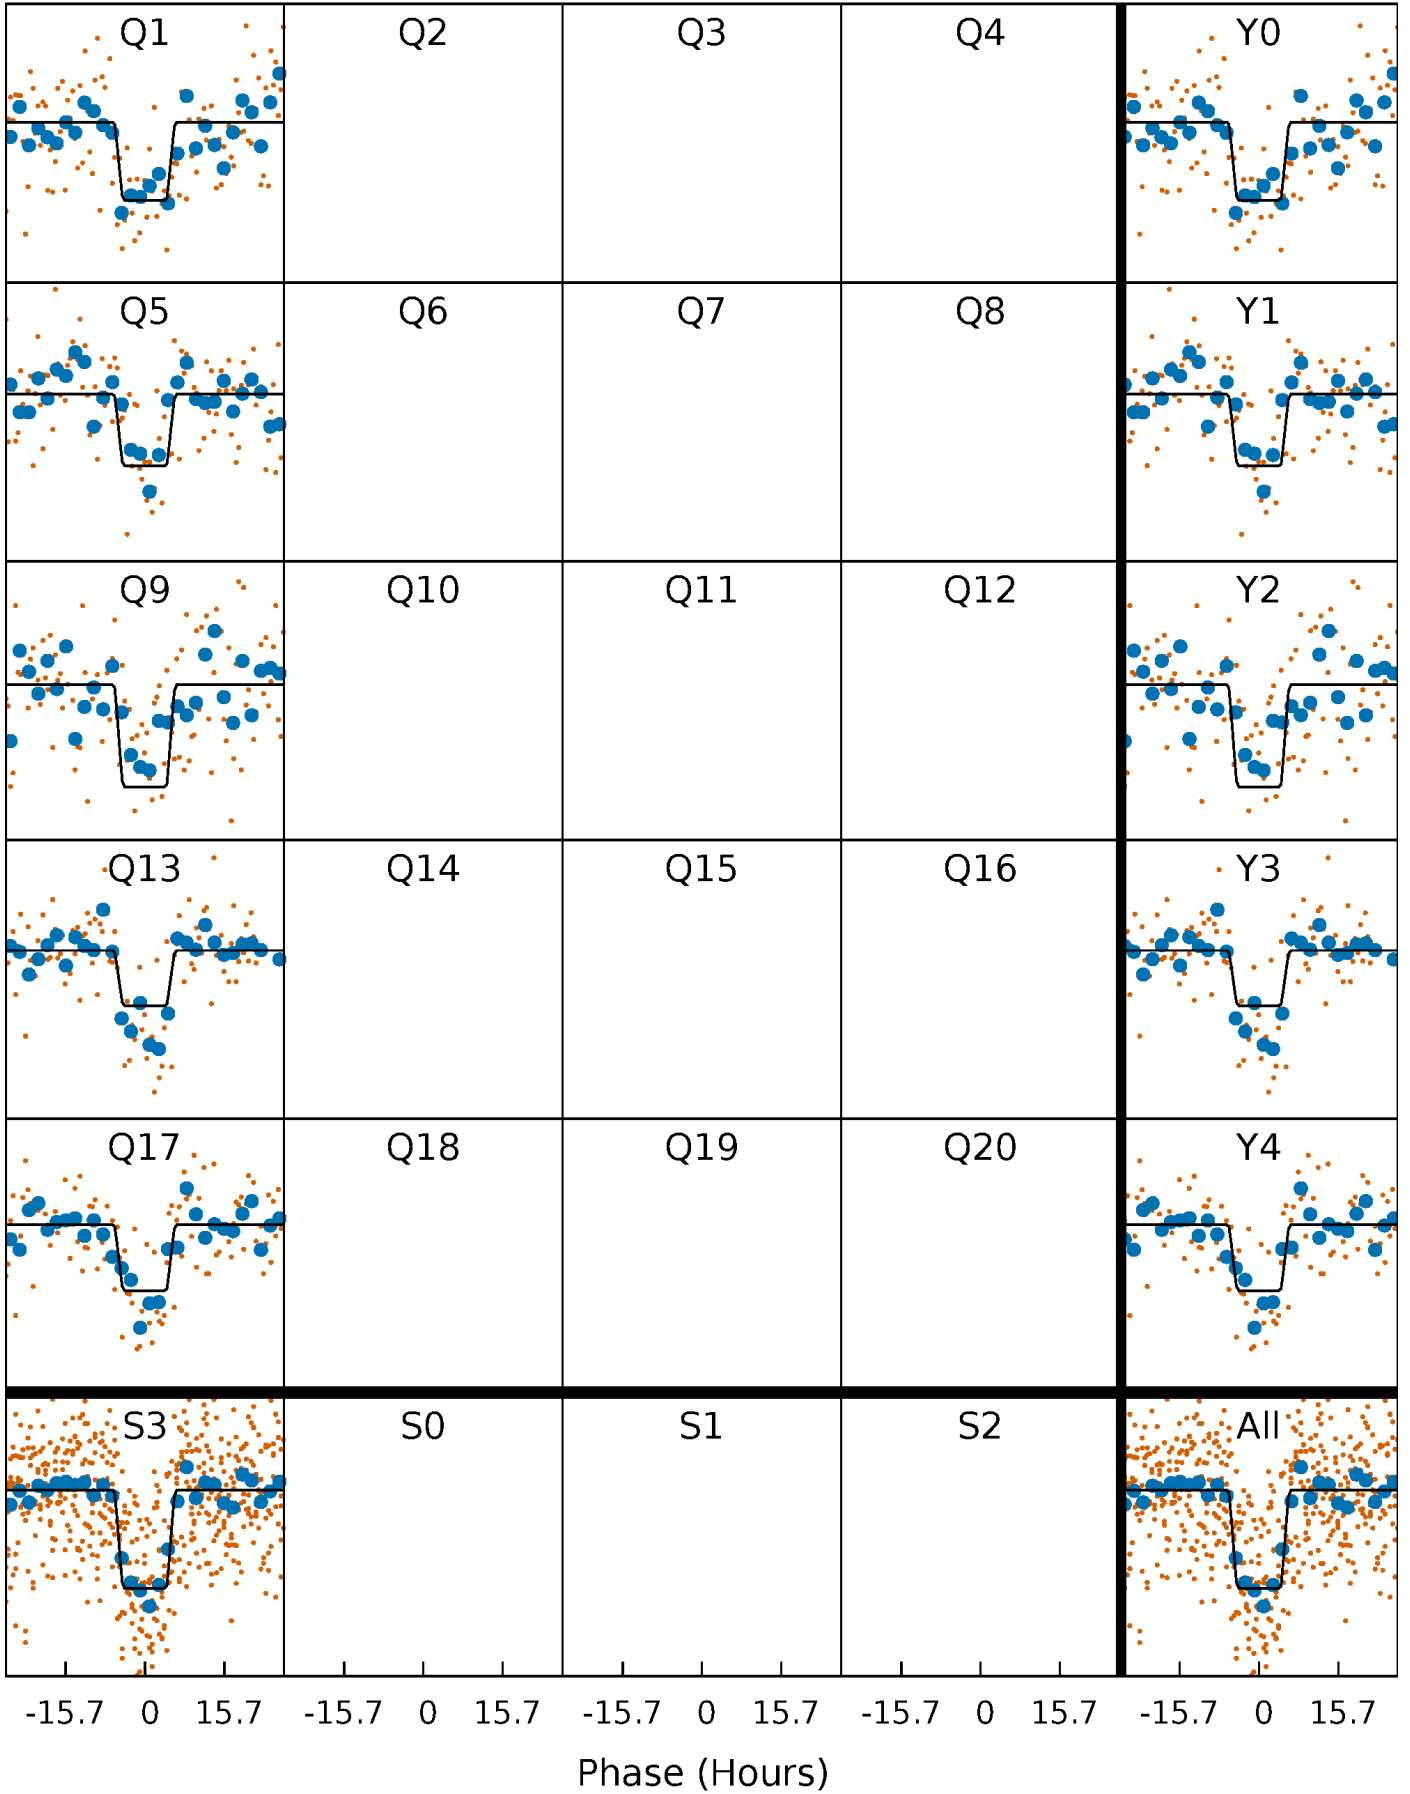 Q1 Q2 Q3 Q4 Y0
Q5 Q6 Q7 Q8 Y1
Q9 Q10 Q11 Q12 Y2
Q13 Q14 Q15 Q16 Y3
Q17 Q18 Q19 Q20 Y4
S3 S0 S1 S2 All
-15.7 0 15.7 -15.7 0 15.7 -15.7 0 15.7 -15.7 0 15.7 -15.7 0 15.7
Phase (Hours)